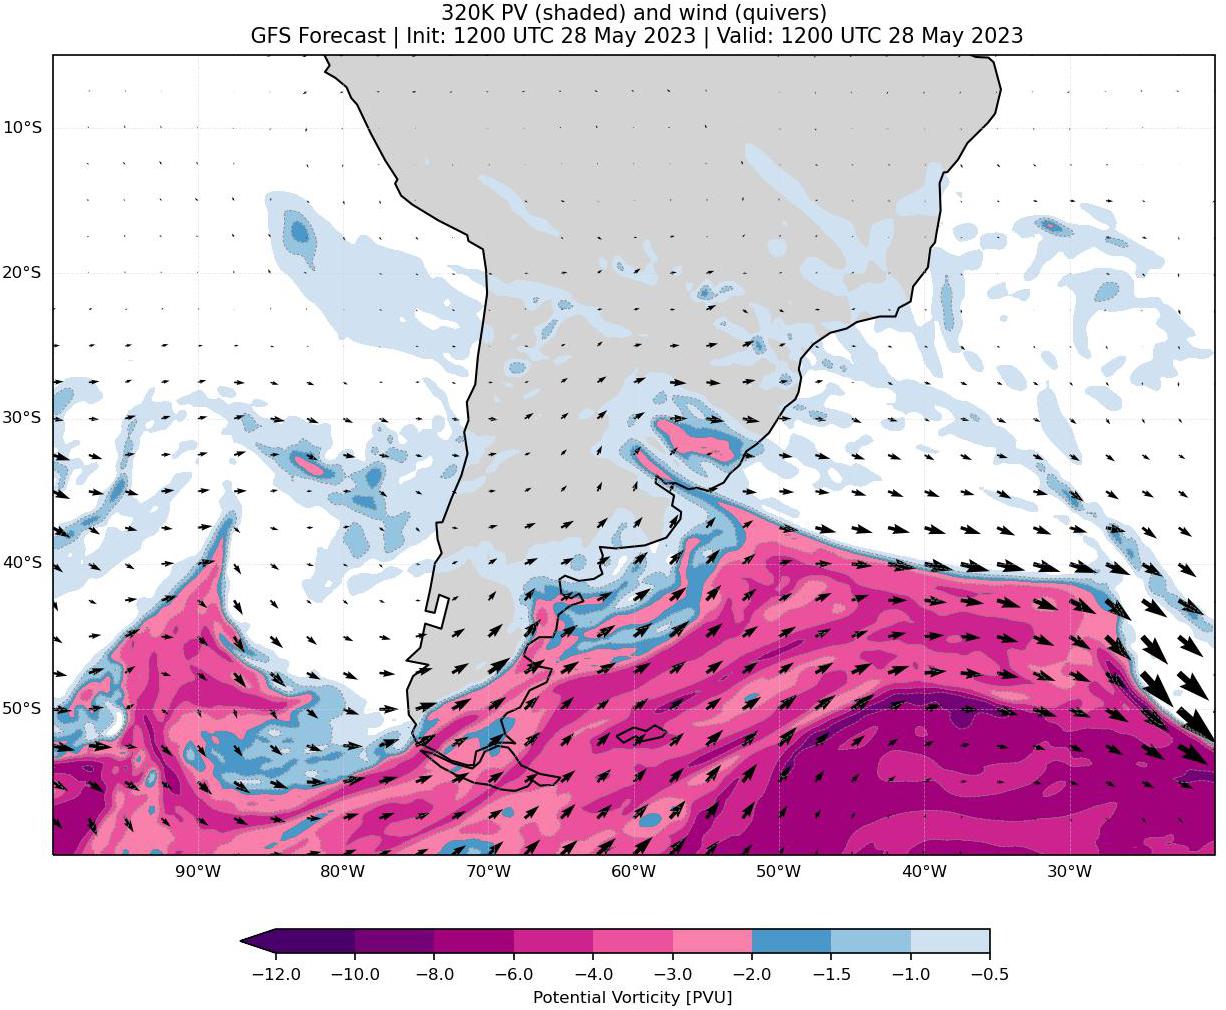 320K PV (shaded) and wind (quivers)
GFS Forecast | Init: 1200 UTC 28 May 2023 | Valid: 1200 UTC 28 May 2023
10°S
20°S
30°S
40°S
50°S
90°W 80°W 70°W 60°W 50°W 40°W 30°W
−12.0 −10.0 −8.0 −6.0 −4.0 −3.0 −2.0 −1.5 −1.0 −0.5
Potential Vorticity [PVU]